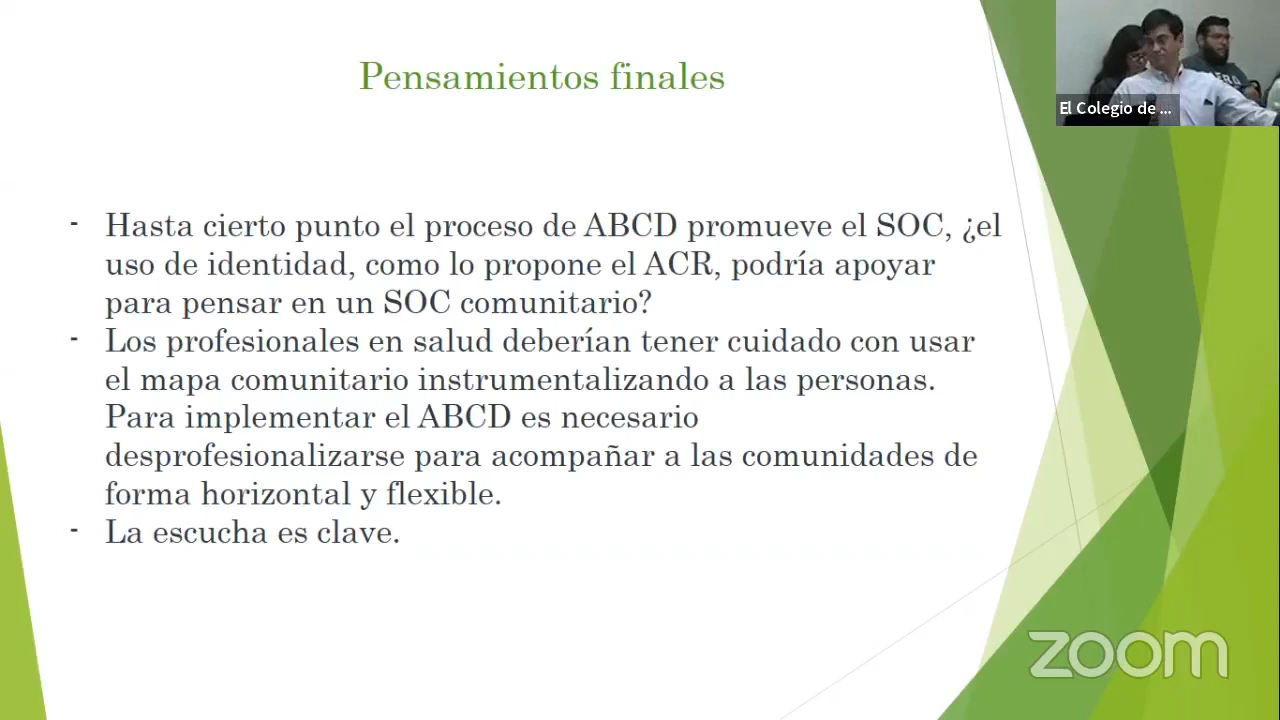 Pensamientos finales
El Colegio de ...
- Hasta cierto punto el proceso de ABCD promueve el SOC, ¿el
uso de identidad, como lo propone el ACR, podría apoyar
para pensar en un SOC comunitario?
- Los profesionales en salud deberían tener cuidado con usar
el mapa comunitario instrumentalizando a las personas.
Para implementar el ABCD es necesario
desprofesionalizarse para acompañar a las comunidades de
forma horizontal y flexible.
- La escucha es clave.
zoom